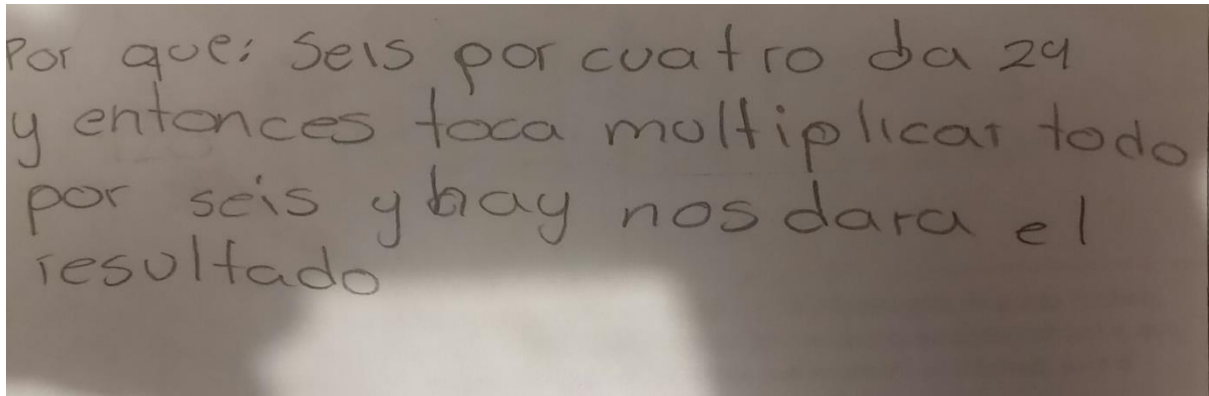 Por que: Seis por cuatro da 24
y entonces toca multiplicar todo
por seis y hay nos dara el
resultado